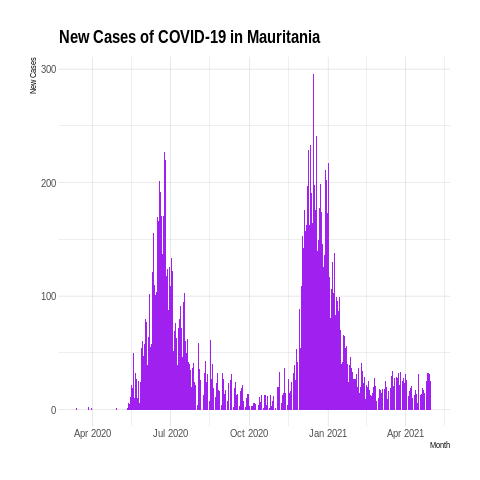 New Cases of COVID-19 in Mauritania
New Cases
300
200
100
0
Apr 2020 Jul 2020 Oct 2020 Jan 2021 Apr 2021
Month